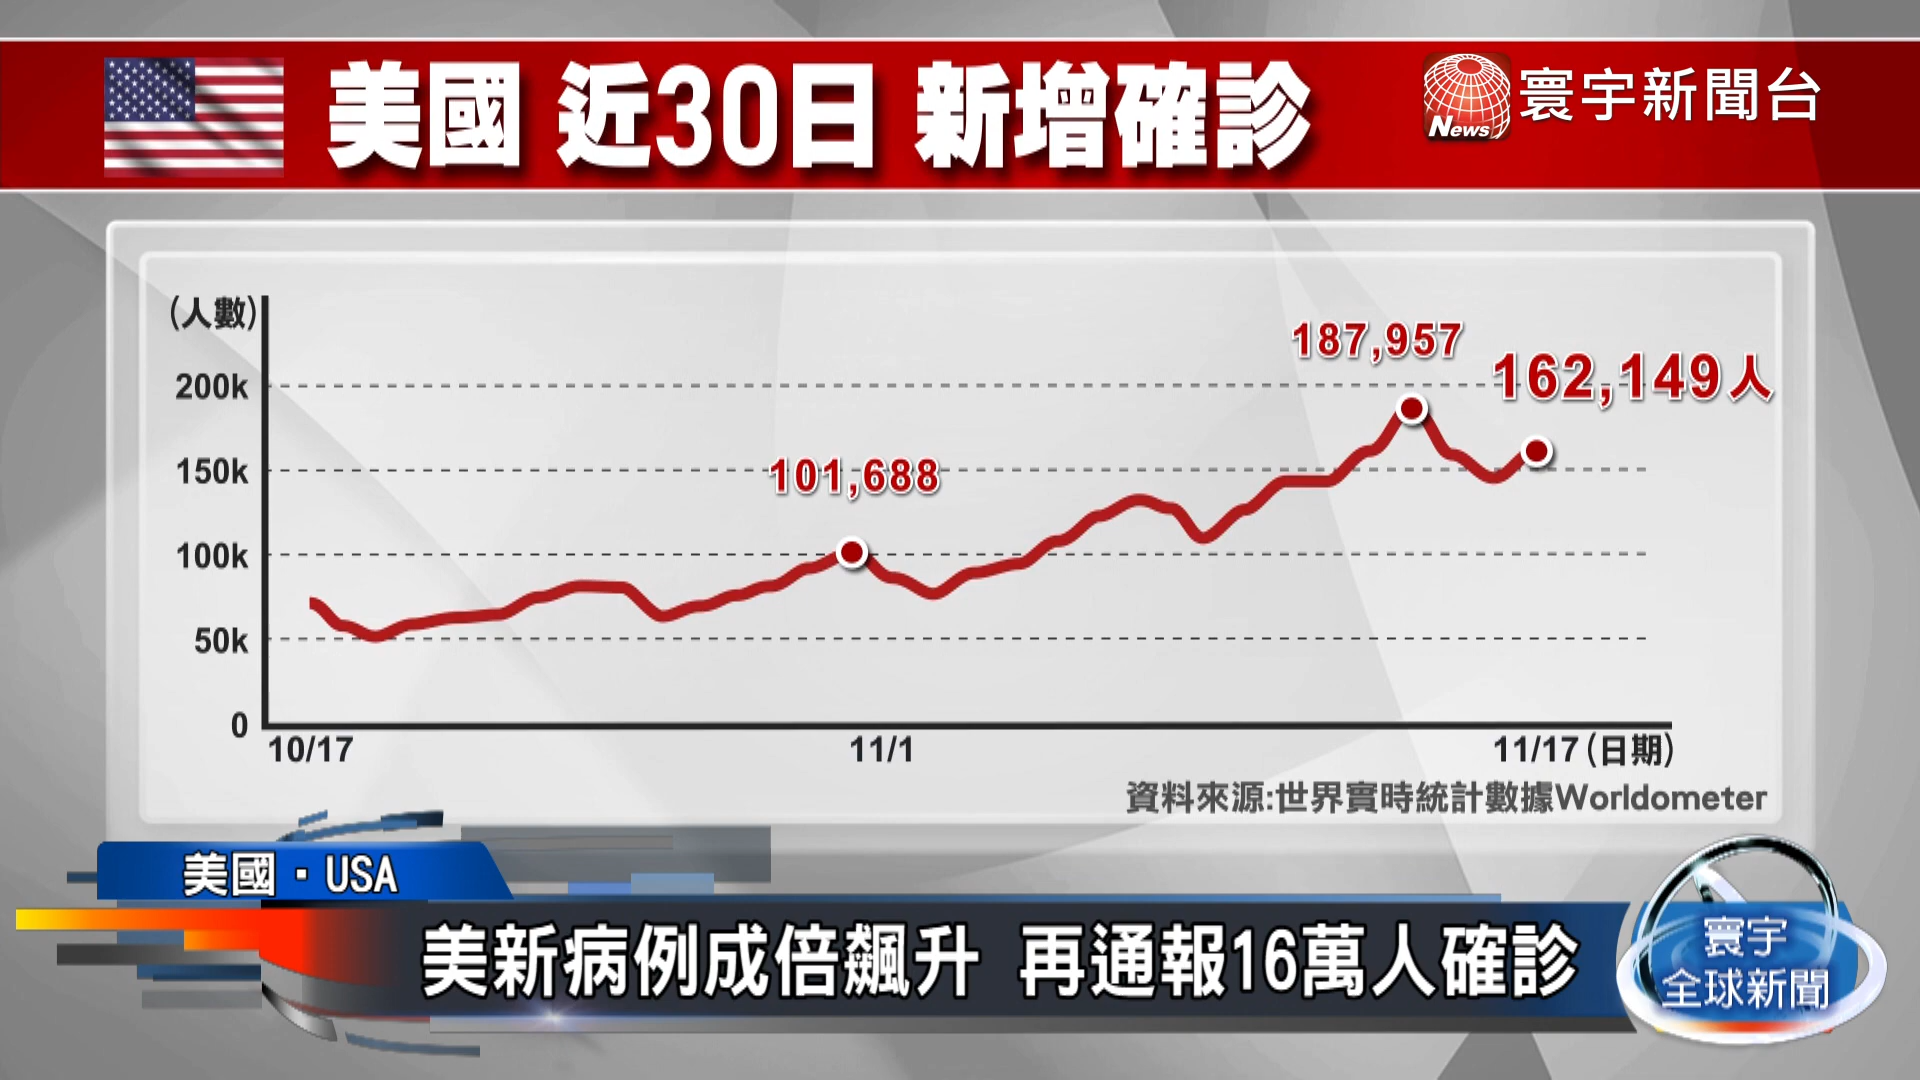 美國 近30日 新增確診
News 寰宇新聞台
(人數)
187,957
162,149人
200k
150k
101,688
100k
50k
0
10/17 11/1 11/17(日期)
資料來源:世界實時統計數據Worldometer
美國・USA
美新病例成倍飆升 再通報16萬人確診
寰宇
全球新聞